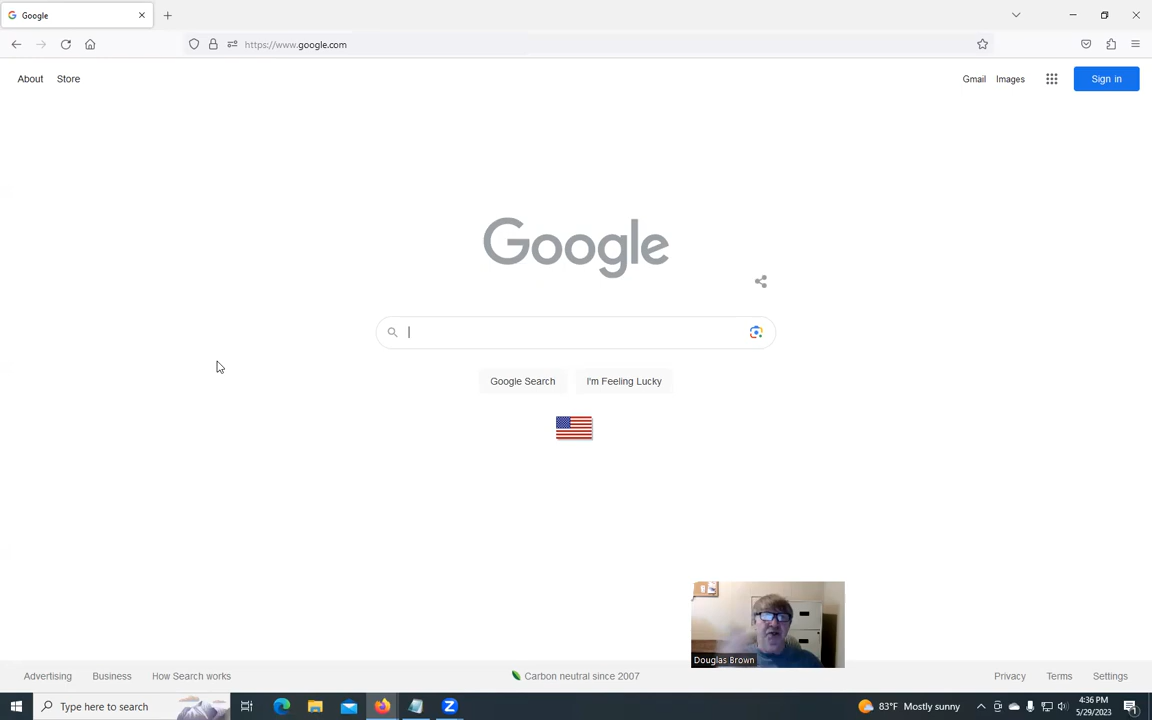 Google
https://www.google.com
About
Store
Gmail
Images
Sign in
Google
Google Search
I'm Feeling Lucky
Douglas Brown
Advertising
Business
How Search works
Carbon neutral since 2007
Privacy
Terms
Settings
Type here to search
83°F Mostly sunny
4:36 PM
5/29/2023
1